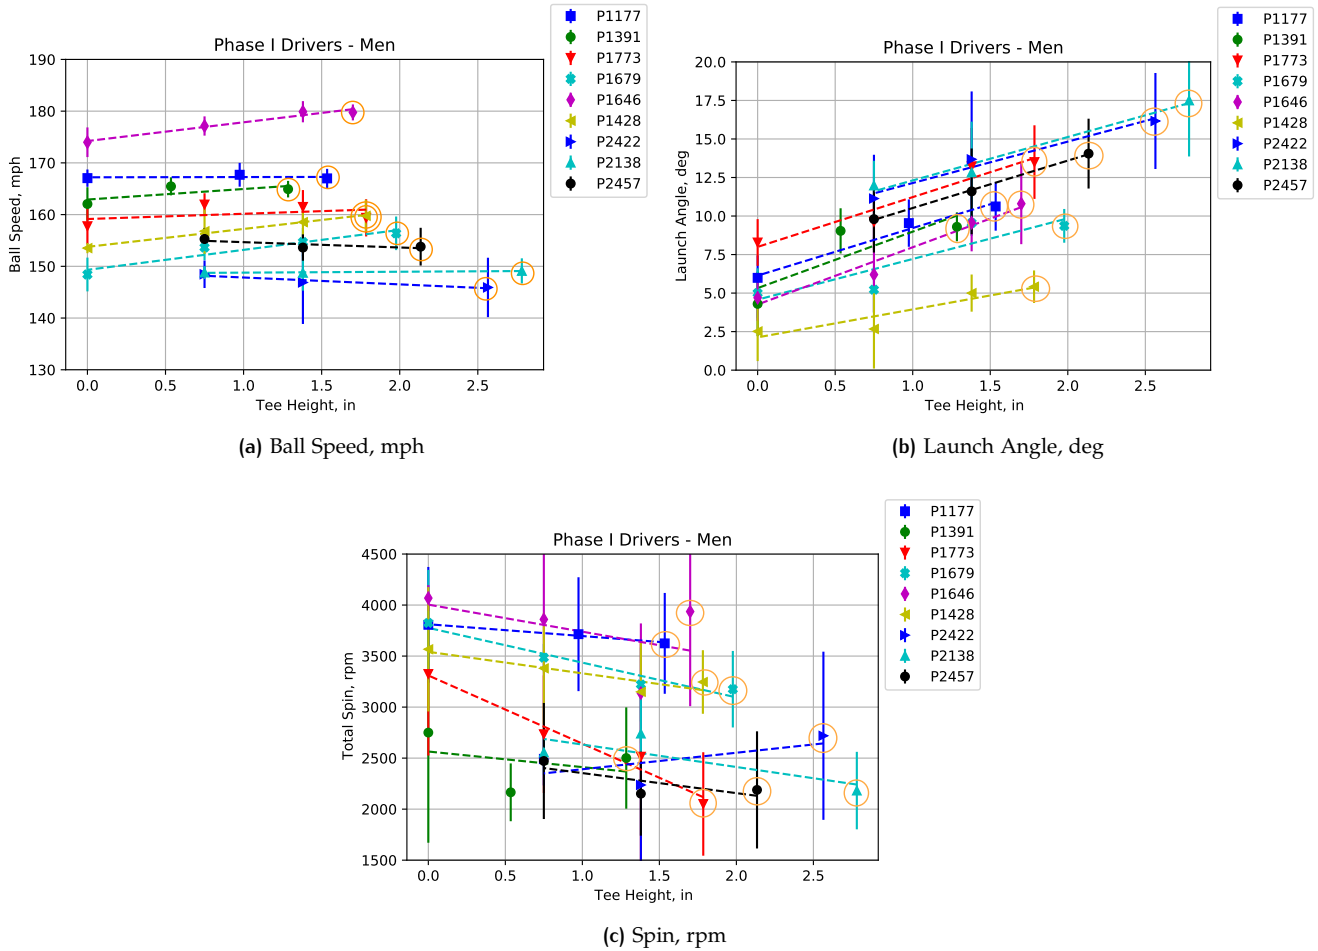 Phase I Drivers - Men
190
180
170
160
150
140
130
Ball Speed, mph
0.0 0.5 1.0 1.5 2.0 2.5
Tee Height, in
P1177
P1391
P1773
P1679
P1646
P1428
P2422
P2138
P2457
(a) Ball Speed, mph
Phase I Drivers - Men
20.0
17.5
15.0
12.5
10.0
7.5
5.0
2.5
0.0
Launch Angle, deg
0.0 0.5 1.0 1.5 2.0 2.5
Tee Height, in
P1177
P1391
P1773
P1679
P1646
P1428
P2422
P2138
P2457
(b) Launch Angle, deg
Phase I Drivers - Men
4500
4000
3500
3000
2500
2000
1500
Total Spin, rpm
0.0 0.5 1.0 1.5 2.0 2.5
Tee Height, in
P1177
P1391
P1773
P1679
P1646
P1428
P2422
P2138
P2457
(c) Spin, rpm